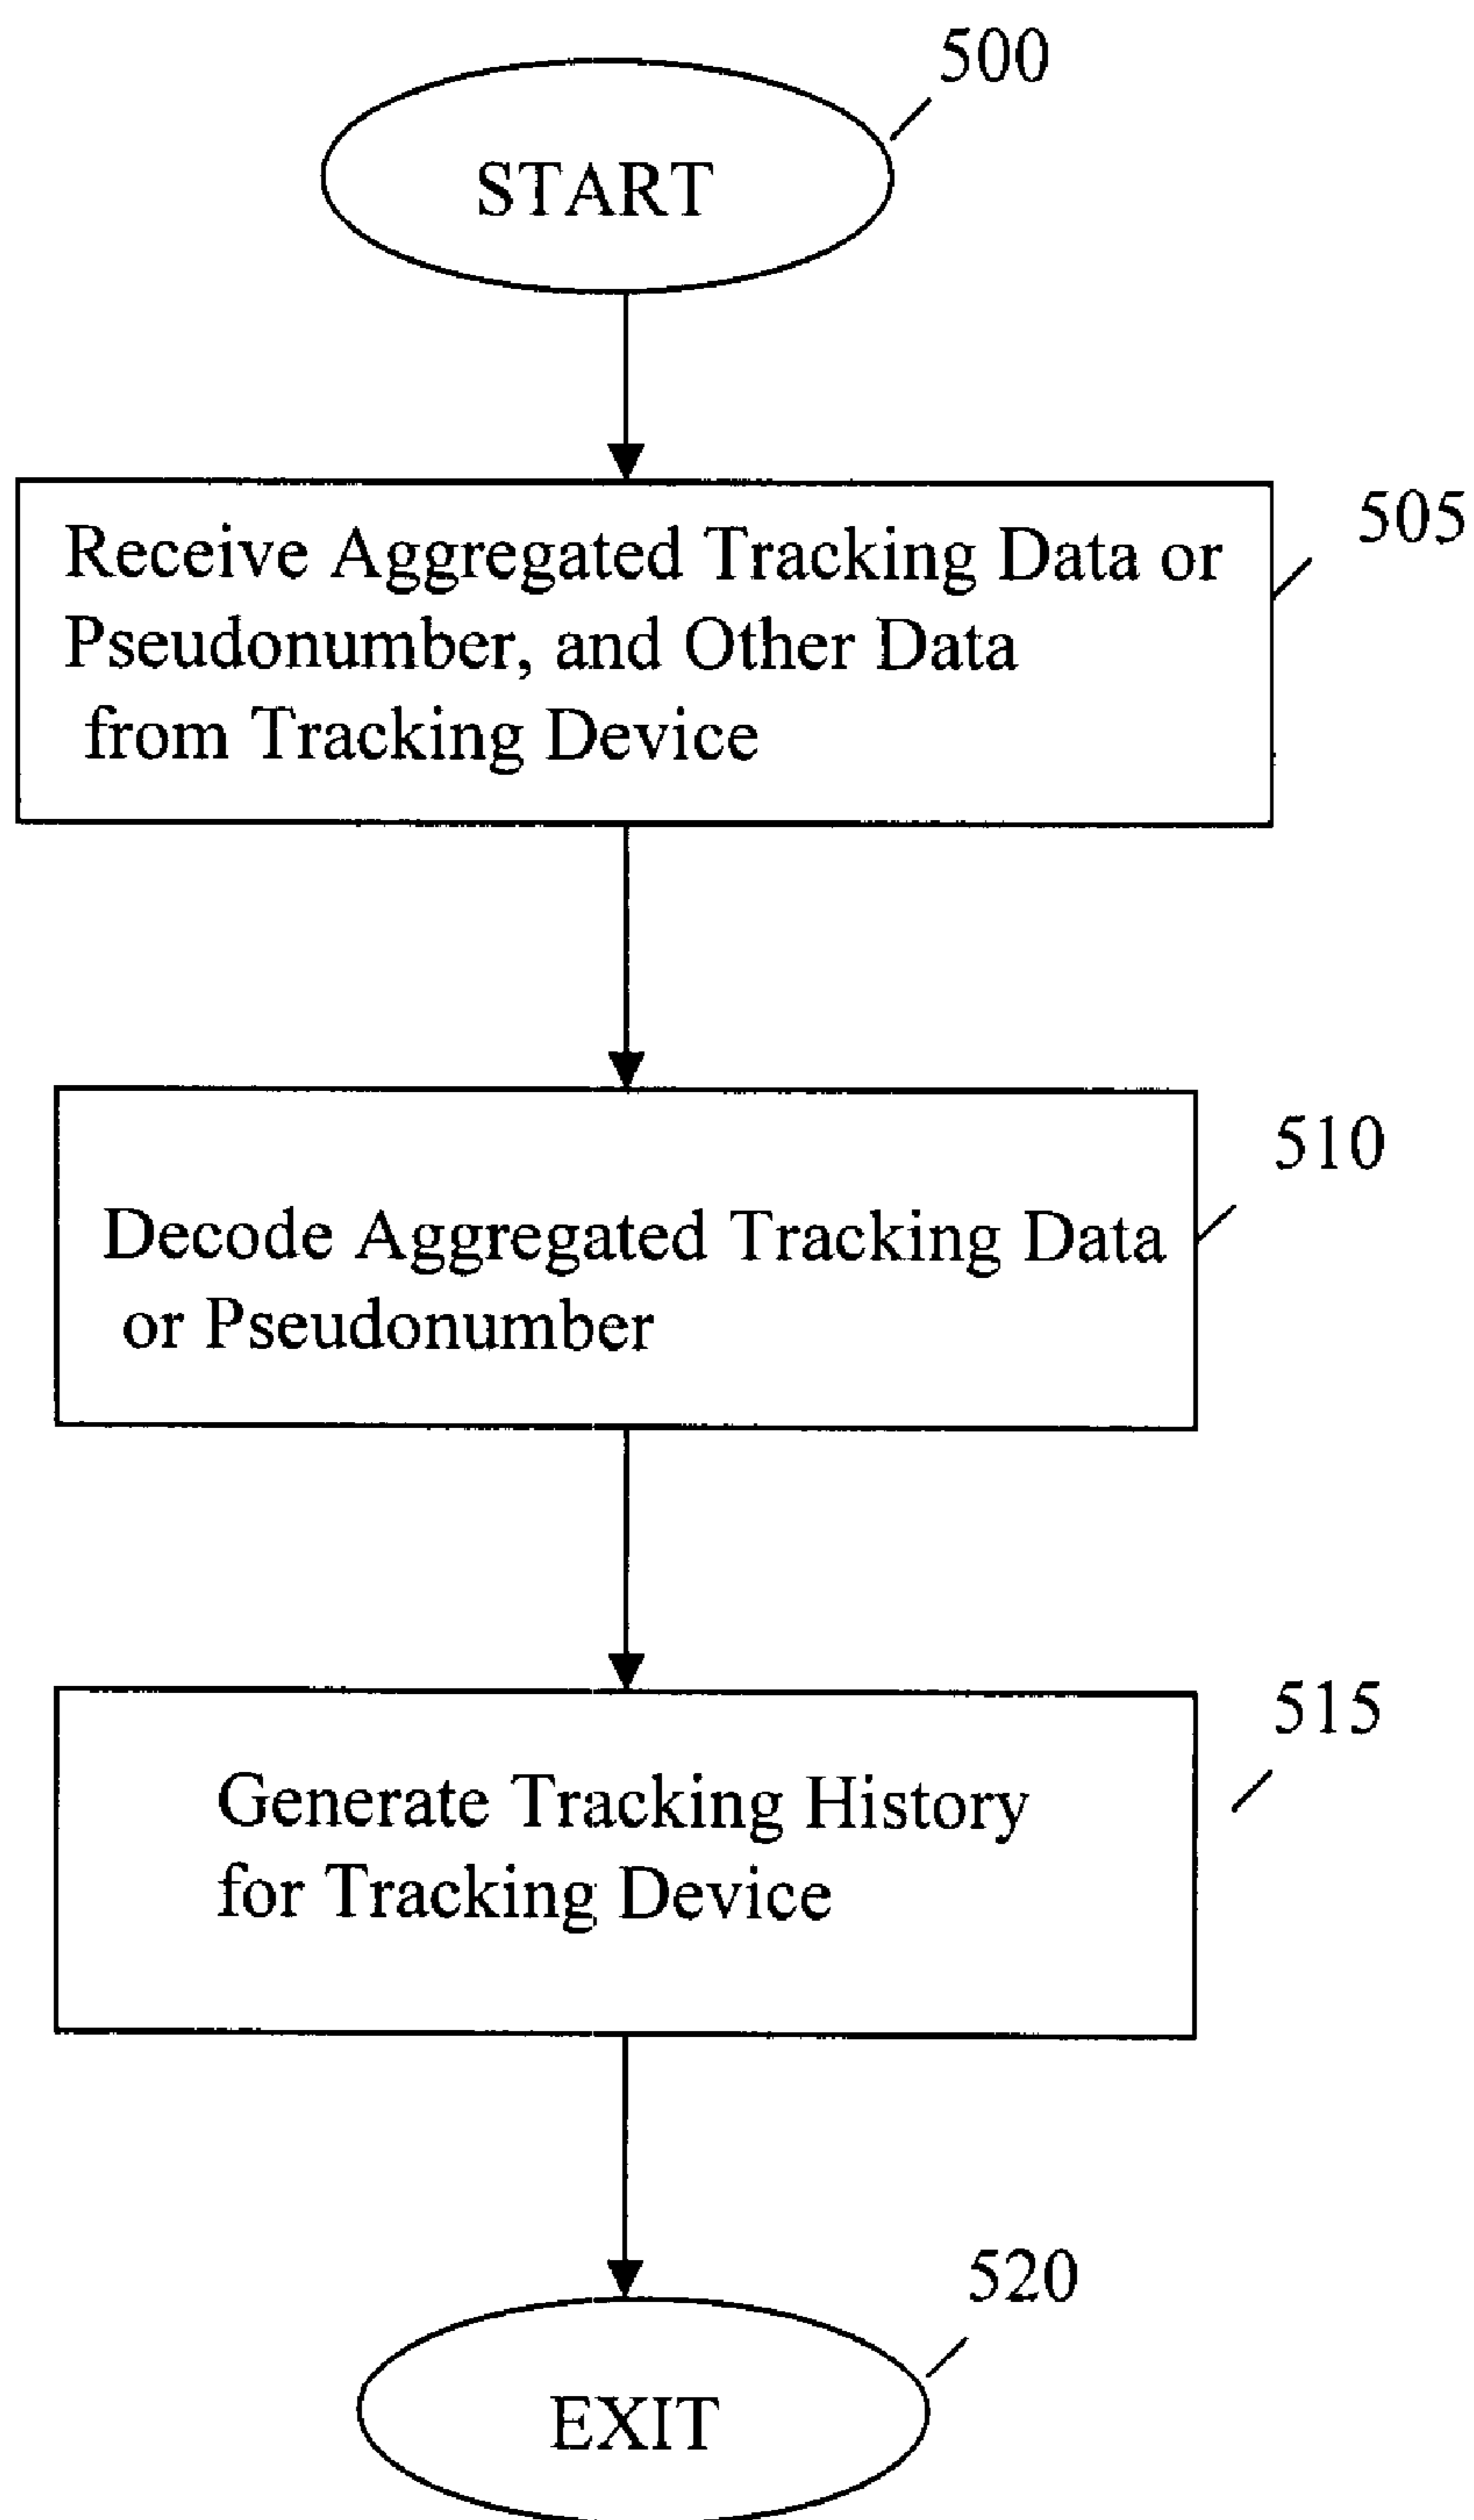 500
START
505
Receive Aggregated Tracking Data or
Pseudonumber, and Other Data
from Tracking Device
510
Decode Aggregated Tracking Data
or Pseudonumber
515
Generate Tracking History
for Tracking Device
520
EXIT